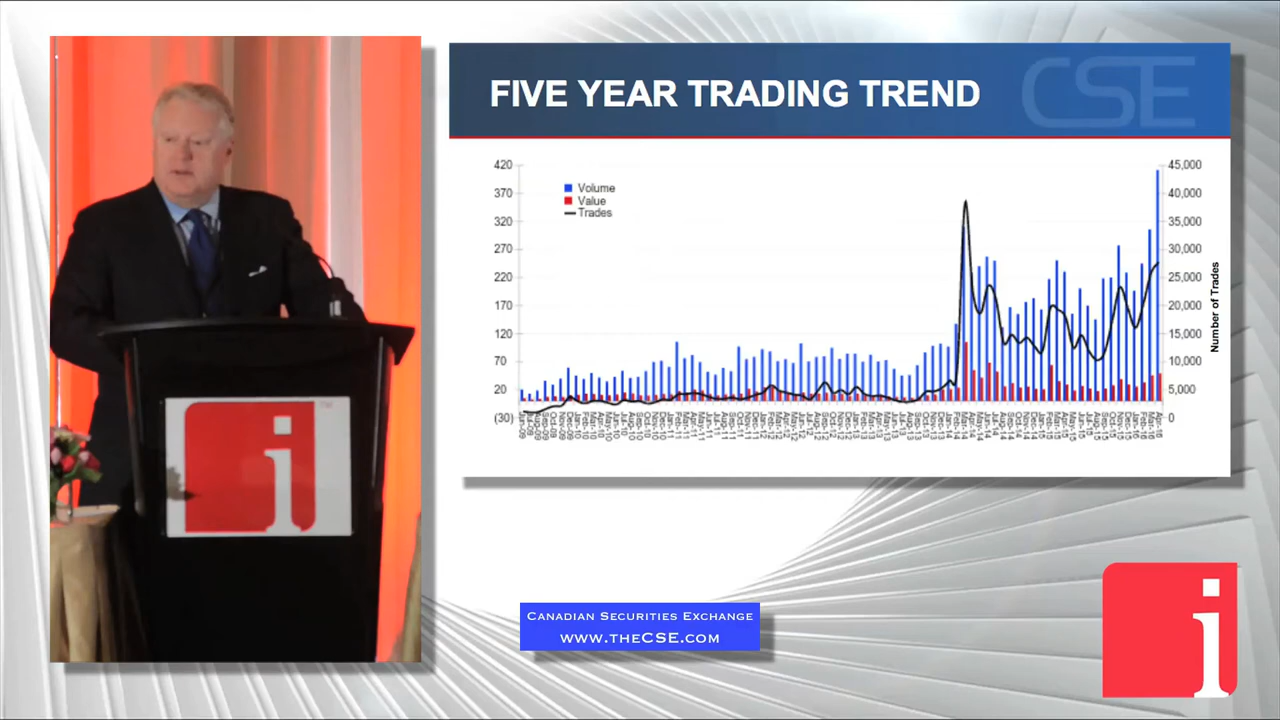 FIVE YEAR TRADING TREND
CSE
420
370
320
270
220
170
120
70
20
(30)
Volume
Value
Trades
45,000
40,000
35,000
30,000
25,000
20,000
15,000
10,000
5,000
0
Number of Trades
i
TM
CANADIAN SECURITIES EXCHANGE
WWW.THECSE.COM
i